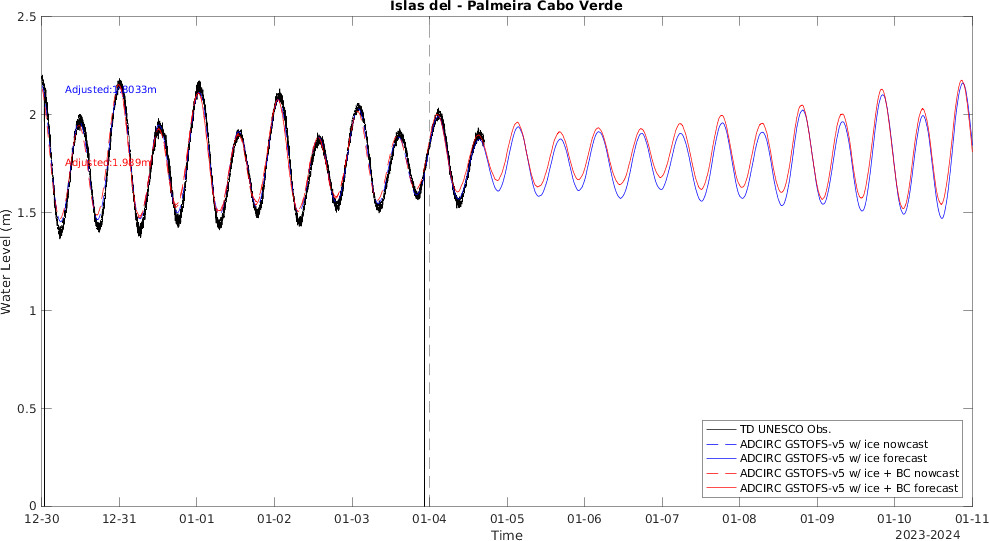 Islas del - Palmeira Cabo Verde
2.5
2
1.5
1
0.5
0
Water Level (m)
Adjusted:1.8033m
Adjusted:1.989m
TD UNESCO Obs.
ADCIRC GSTOFS-v5 w/ ice nowcast
ADCIRC GSTOFS-v5 w/ ice forecast
ADCIRC GSTOFS-v5 w/ ice + BC nowcast
ADCIRC GSTOFS-v5 w/ ice + BC forecast
12-30 12-31 01-01 01-02 01-03 01-04 01-05 01-06 01-07 01-08 01-09 01-10 01-11
Time
2023-2024